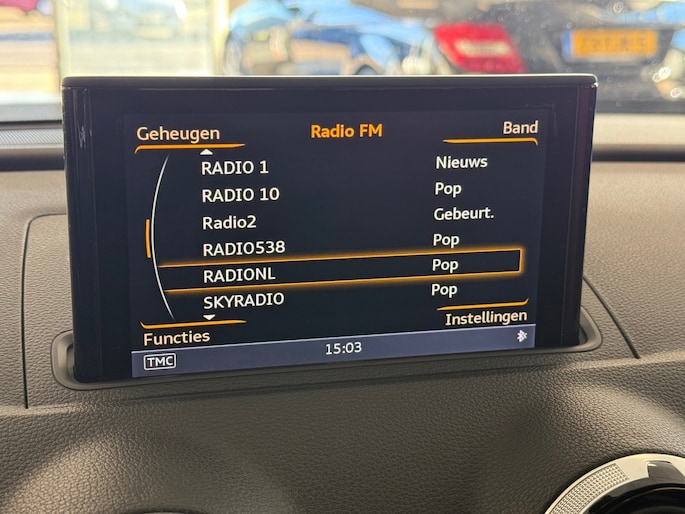 Geheugen Radio FM Band
RADIO 1 Nieuws
RADIO 10 Pop
Radio2 Gebeurt.
RADIO538 Pop
RADIONL Pop
SKYRADIO Pop
Functies Instellingen
TMC 15:03